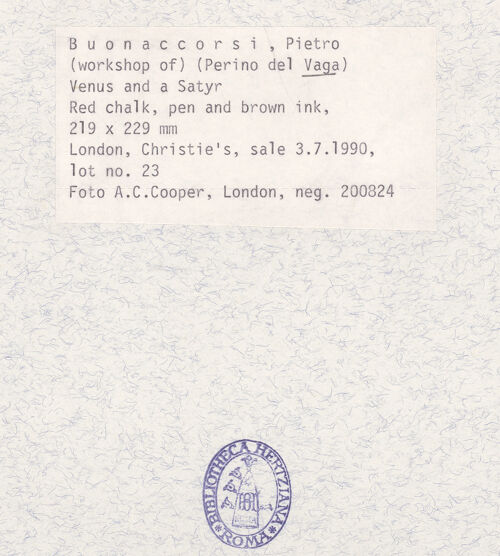 B u o n a c c o r s i , Pietro
(workshop of) (Perino del Vaga)
Venus and a Satyr
Red chalk, pen and brown ink,
219 x 229 mm
London, Christie's, sale 3.7.1990,
lot no. 23
Foto A.C.Cooper, London, neg. 200824
BIBLIOTHECA HERTZIANA
ROMA